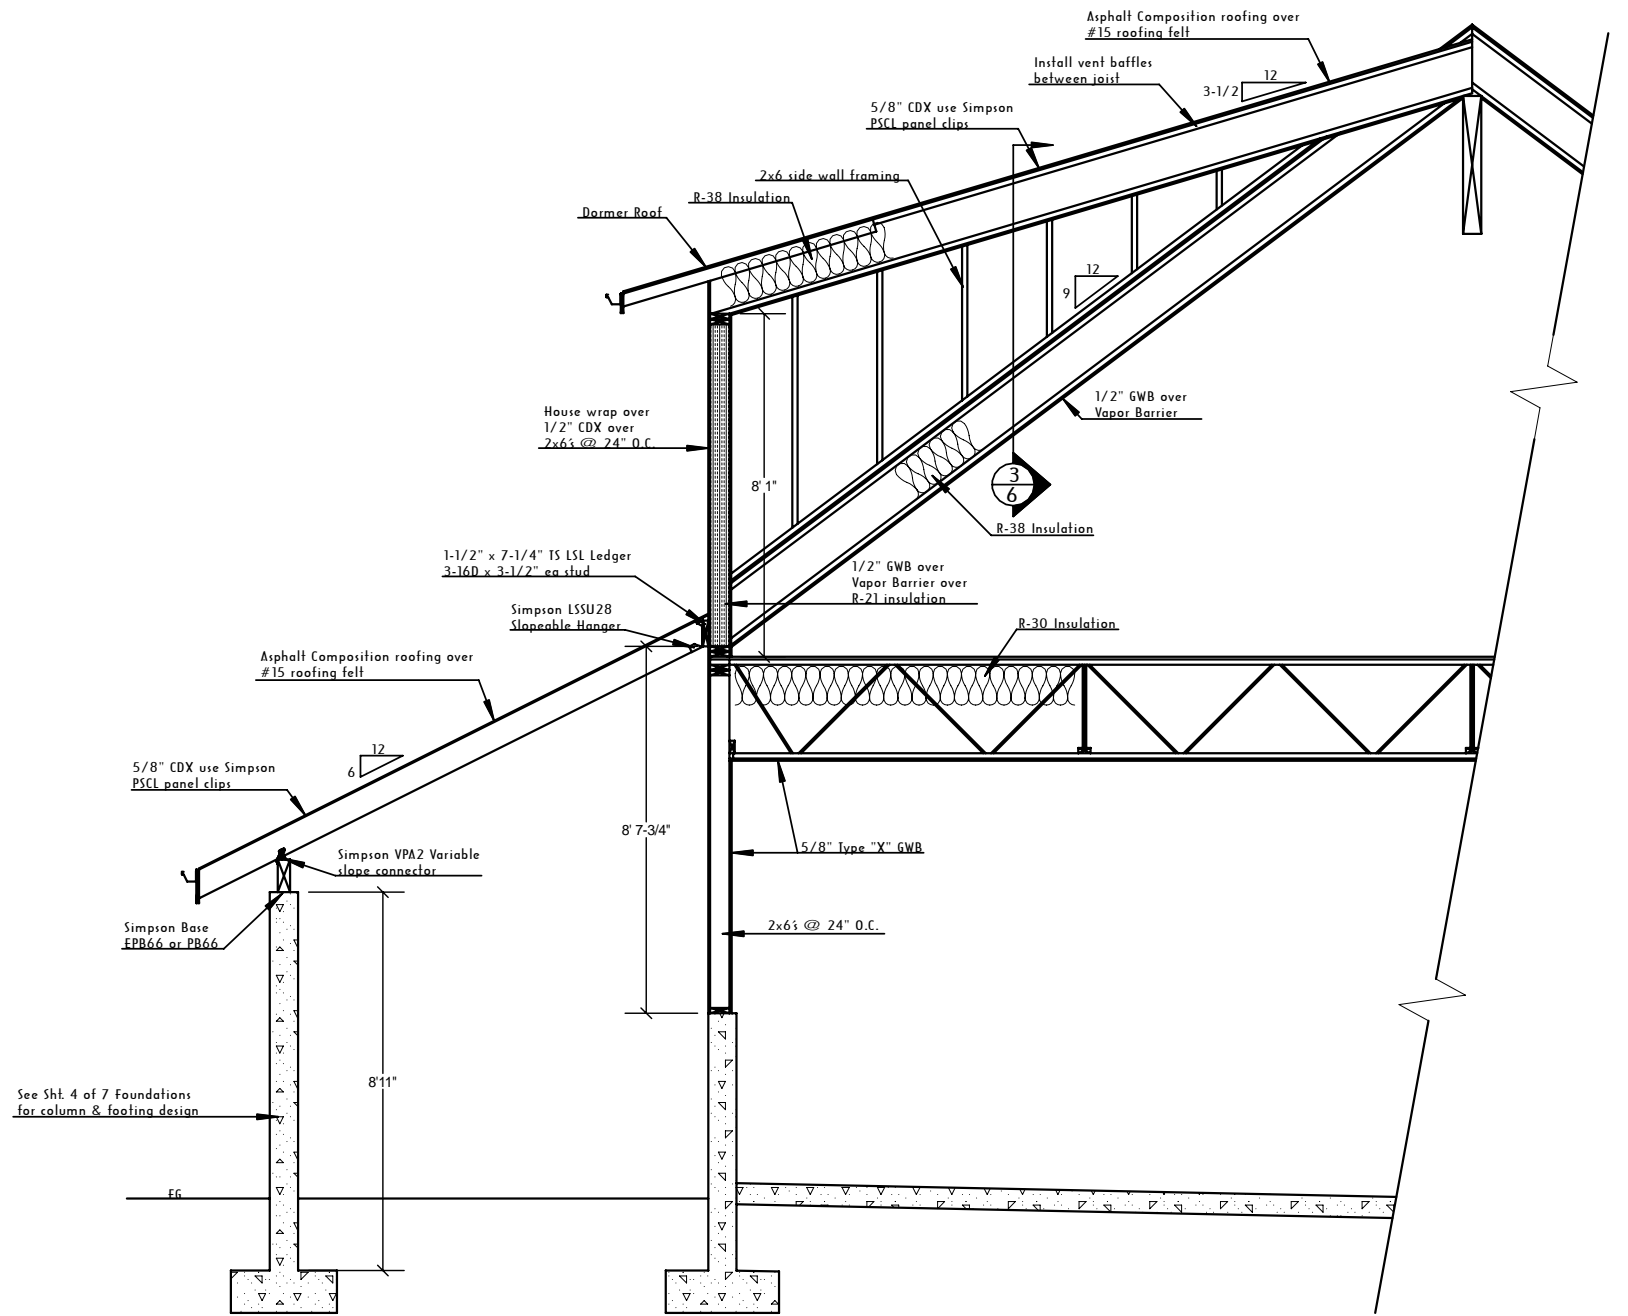 Asphalt Composition roofing over
#15 roofing felt
Install vent baffles
between joist
12
3-1/2
5/8" CDX use Simpson
PSCL panel clips
2x6 side wall framing
R-38 Insulation
Dormer Roof
12
9
1/2" GWB over
Vapor Barrier
House wrap over
1/2" CDX over
2x6's @ 24" O.C.
8' 1"
3
6
R-38 Insulation
1-1/2" x 7-1/4" TS LSL Ledger
3-16D x 3-1/2" ea stud
1/2" GWB over
Vapor Barrier over
R-21 insulation
Simpson LSSU28
Slopeable Hanger
R-30 Insulation
Asphalt Composition roofing over
#15 roofing felt
12
6
5/8" CDX use Simpson
PSCL panel clips
8' 7-3/4"
5/8" Type "X" GWB
Simpson VPA2 Variable
slope connector
Simpson Base
EPB66 or PB66
2x6's @ 24" O.C.
8'11"
See Sht. 4 of 7 Foundations
for column & footing design
FG